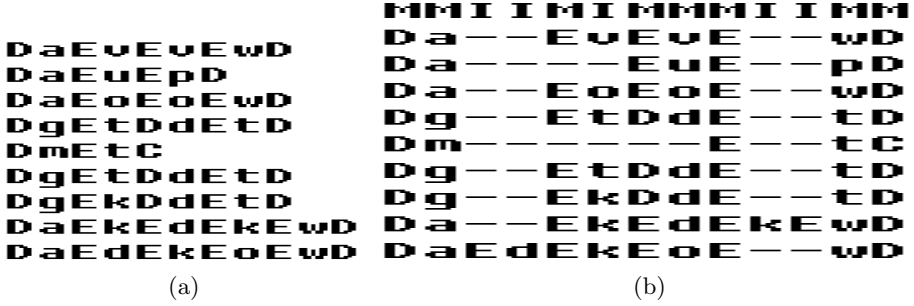 DaEvEvEwD
DaEuEpD
DaEoEoEwD
DgEtDdEtD
DmEtC
DgEtDdEtD
DgEkDdEtD
DaEkEdEkEwD
DaEdEkEoEwD
(a)
MMIIMIMMMIIMM
Da--EvEvE--wD
Da----EuE--pD
Da--EoEoE--wD
Dg--EtDdE--tD
Dm------E--tC
Dg--EtDdE--tD
Dg--EkDdE--tD
Da--EkEdEkEwD
DaEdEkEoE--wD
(b)